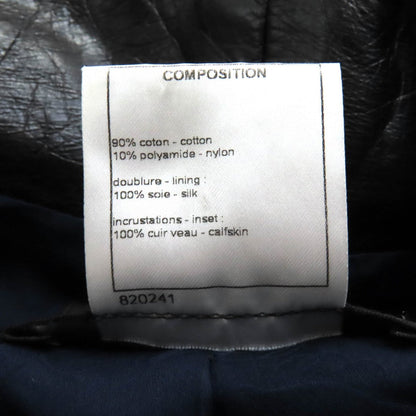 COMPOSITION
90% coton - cotton
10% polyamide - nylon
doublure - lining :
100% soie - silk
incrustations - inset :
100% cuir veau - calfskin
820241